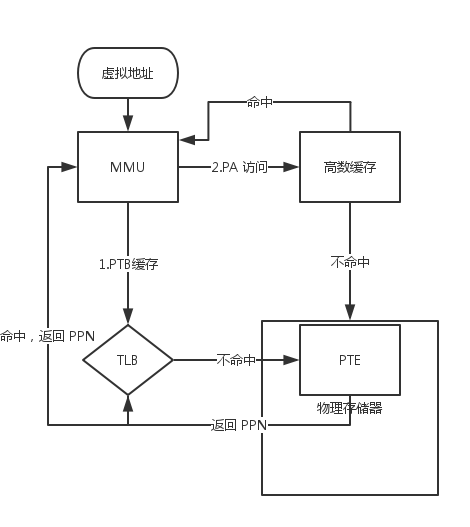 虚拟地址
命中
MMU
2.PA 访问
高数缓存
1.PTB缓存
不命中
命中，返回 PPN
TLB
不命中
PTE
物理存储器
返回 PPN